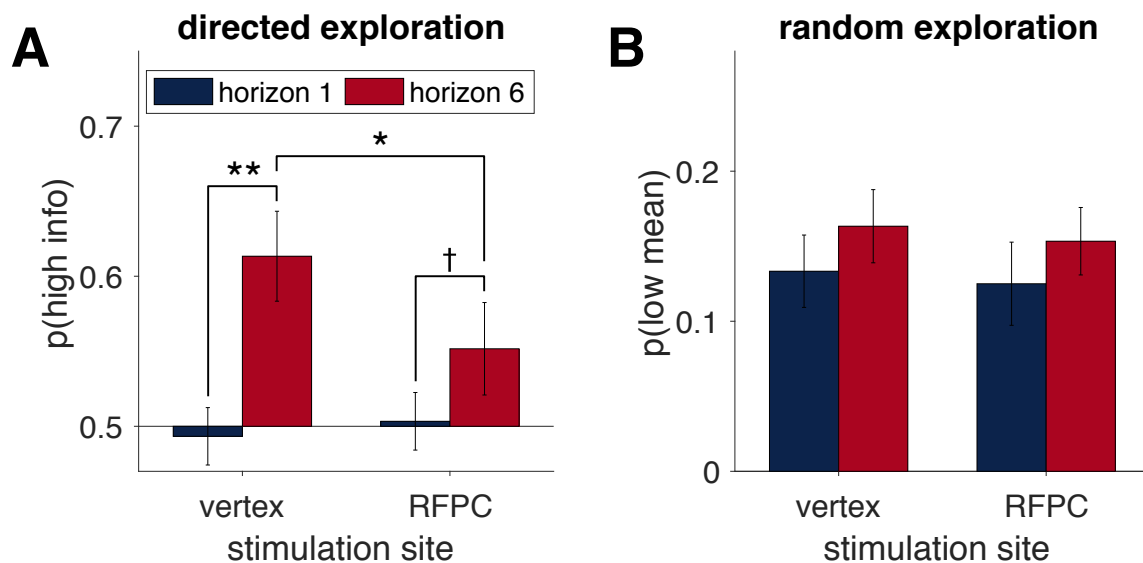 A
directed exploration
horizon 1 horizon 6
0.7
0.6
0.5
p(high info)
**
*
†
vertex RFPC
stimulation site
B
random exploration
0.2
0.1
0
p(low mean)
vertex RFPC
stimulation site